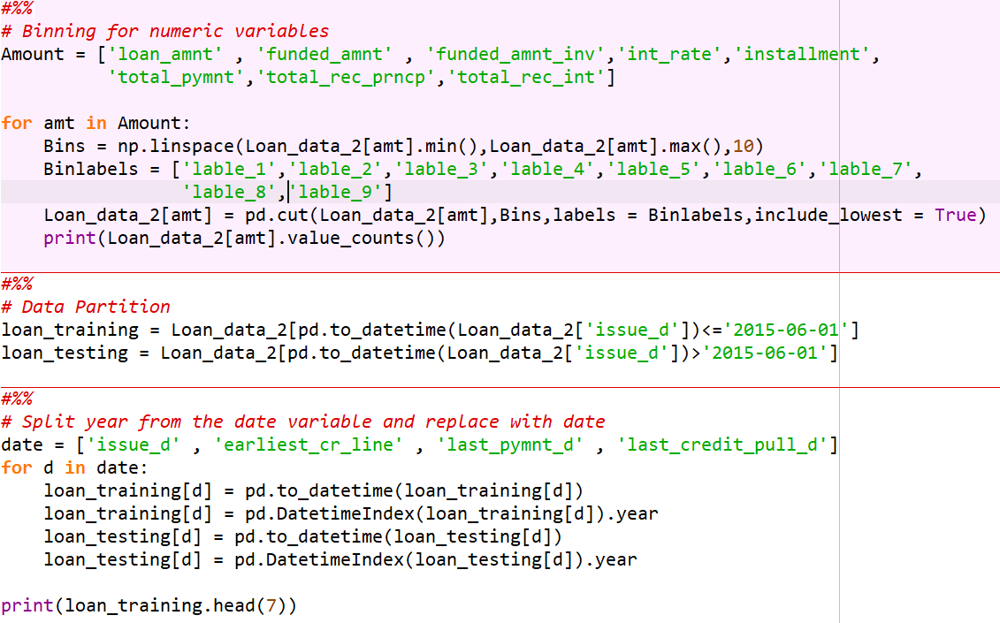 #%%
# Binning for numeric variables
Amount = ['loan_amnt' , 'funded_amnt' , 'funded_amnt_inv','int_rate','installment',
          'total_pymnt','total_rec_prncp','total_rec_int']
for amt in Amount:
    Bins = np.linspace(Loan_data_2[amt].min(),Loan_data_2[amt].max(),10)
    Binlabels = ['lable_1','lable_2','lable_3','lable_4','lable_5','lable_6','lable_7',
                 'lable_8','lable_9']
    Loan_data_2[amt] = pd.cut(Loan_data_2[amt],Bins,labels = Binlabels,include_lowest = True)
    print(Loan_data_2[amt].value_counts())
#%%
# Data Partition
loan_training = Loan_data_2[pd.to_datetime(Loan_data_2['issue_d'])<='2015-06-01']
loan_testing = Loan_data_2[pd.to_datetime(Loan_data_2['issue_d'])>'2015-06-01']
#%%
# Split year from the date variable and replace with date
date = ['issue_d' , 'earliest_cr_line' , 'last_pymnt_d' , 'last_credit_pull_d']
for d in date:
    loan_training[d] = pd.to_datetime(loan_training[d])
    loan_training[d] = pd.DatetimeIndex(loan_training[d]).year
    loan_testing[d] = pd.to_datetime(loan_testing[d])
    loan_testing[d] = pd.DatetimeIndex(loan_testing[d]).year
print(loan_training.head(7))